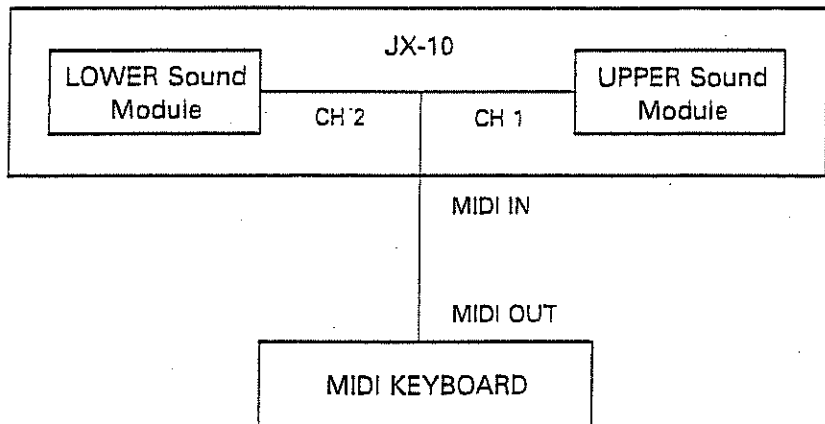 JX-10
LOWER Sound
Module
UPPER Sound
Module
CH 2
CH 1
MIDI IN
MIDI OUT
MIDI KEYBOARD